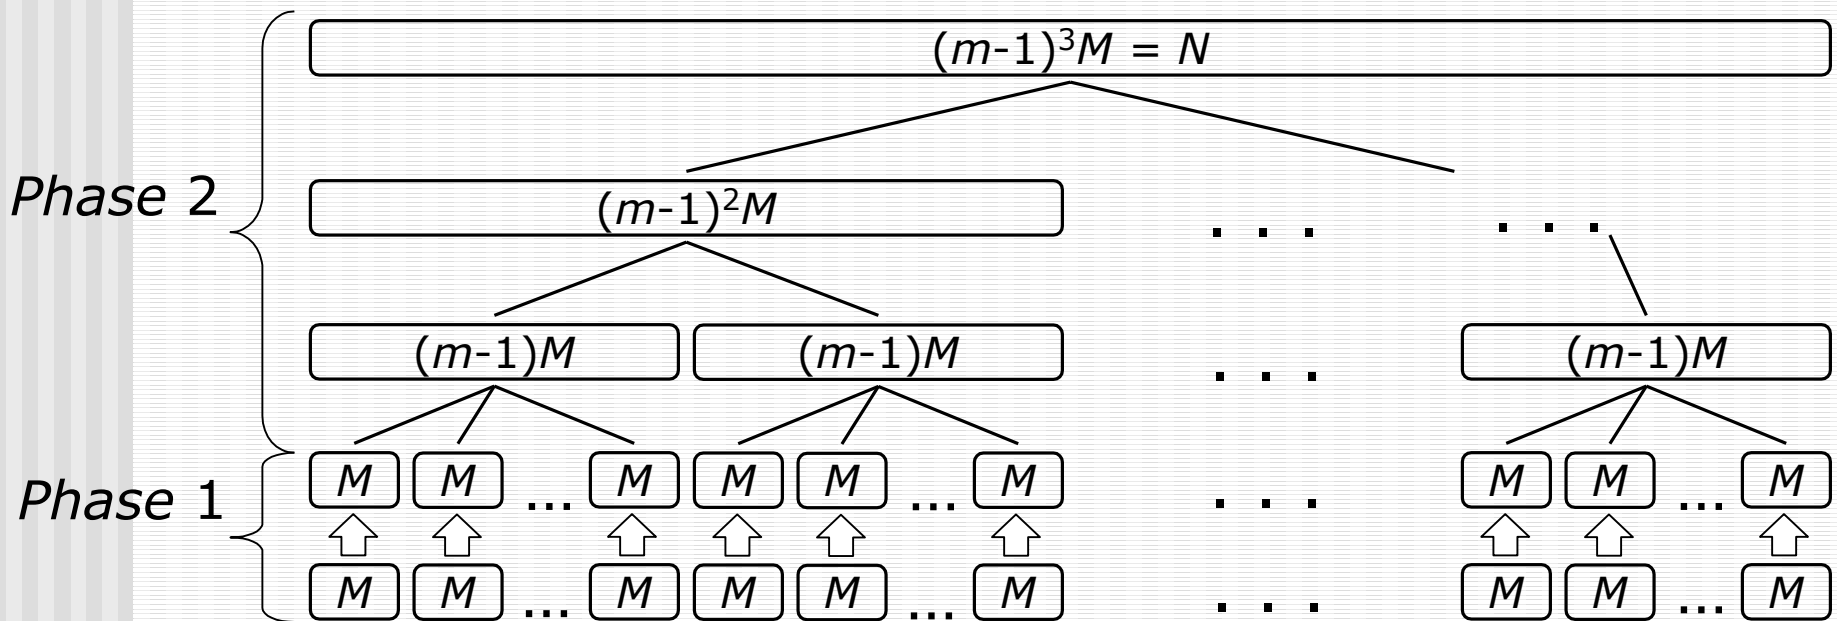 (m-1)³M = N
Phase 2
(m-1)²M . . . . . .
(m-1)M (m-1)M . . . (m-1)M
Phase 1
M M ... M M M ... M . . . M M ... M
M M ... M M M ... M . . . M M ... M